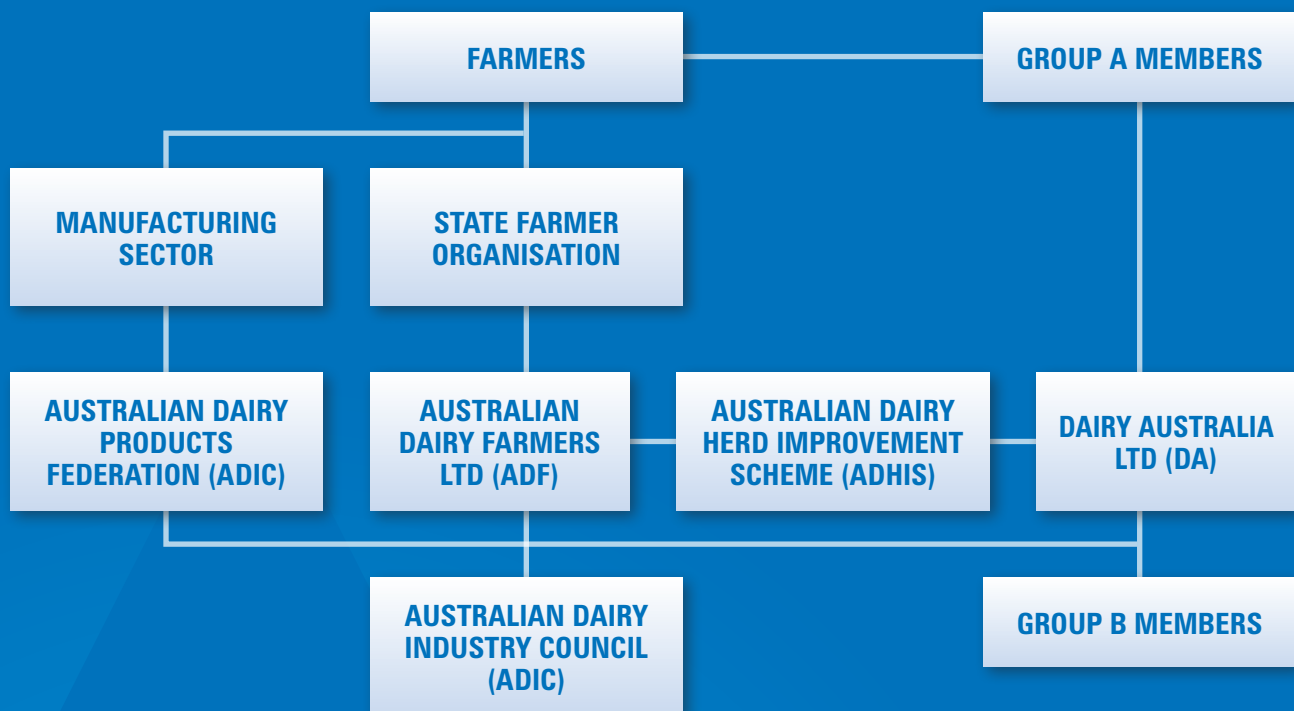 FARMERS
GROUP A MEMBERS
MANUFACTURING
SECTOR
STATE FARMER
ORGANISATION
AUSTRALIAN DAIRY
PRODUCTS
FEDERATION (ADIC)
AUSTRALIAN
DAIRY FARMERS
LTD (ADF)
AUSTRALIAN DAIRY
HERD IMPROVEMENT
SCHEME (ADHIS)
DAIRY AUSTRALIA
LTD (DA)
AUSTRALIAN DAIRY
INDUSTRY COUNCIL
(ADIC)
GROUP B MEMBERS